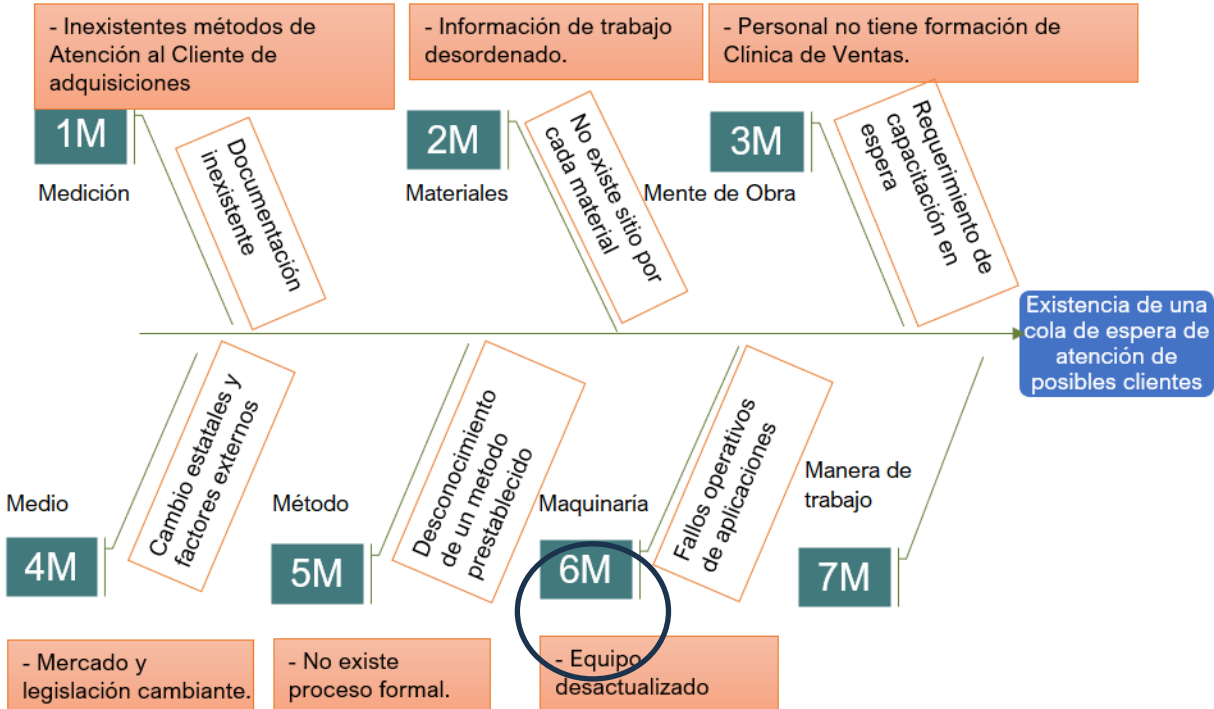 - Inexistentes métodos de
Atención al Cliente de
adquisiciones
- Información de trabajo
desordenado.
- Personal no tiene formación de
Clínica de Ventas.
1M
Medición
Documentación
inexistente
2M
Materiales
No existe sitio por
cada material
3M
Mente de Obra
Requerimiento de
capacitación en
espera
Existencia de una
cola de espera de
atención de
posibles clientes
Medio
4M
Cambio estatales y
factores externos
Método
5M
Desconocimiento
de un metodo
prestablecido
Maquinaría
6M
Fallos operativos
de aplicaciones
Manera de
trabajo
7M
- Mercado y
legislación cambiante.
- No existe
proceso formal.
- Equipo
desactualizado